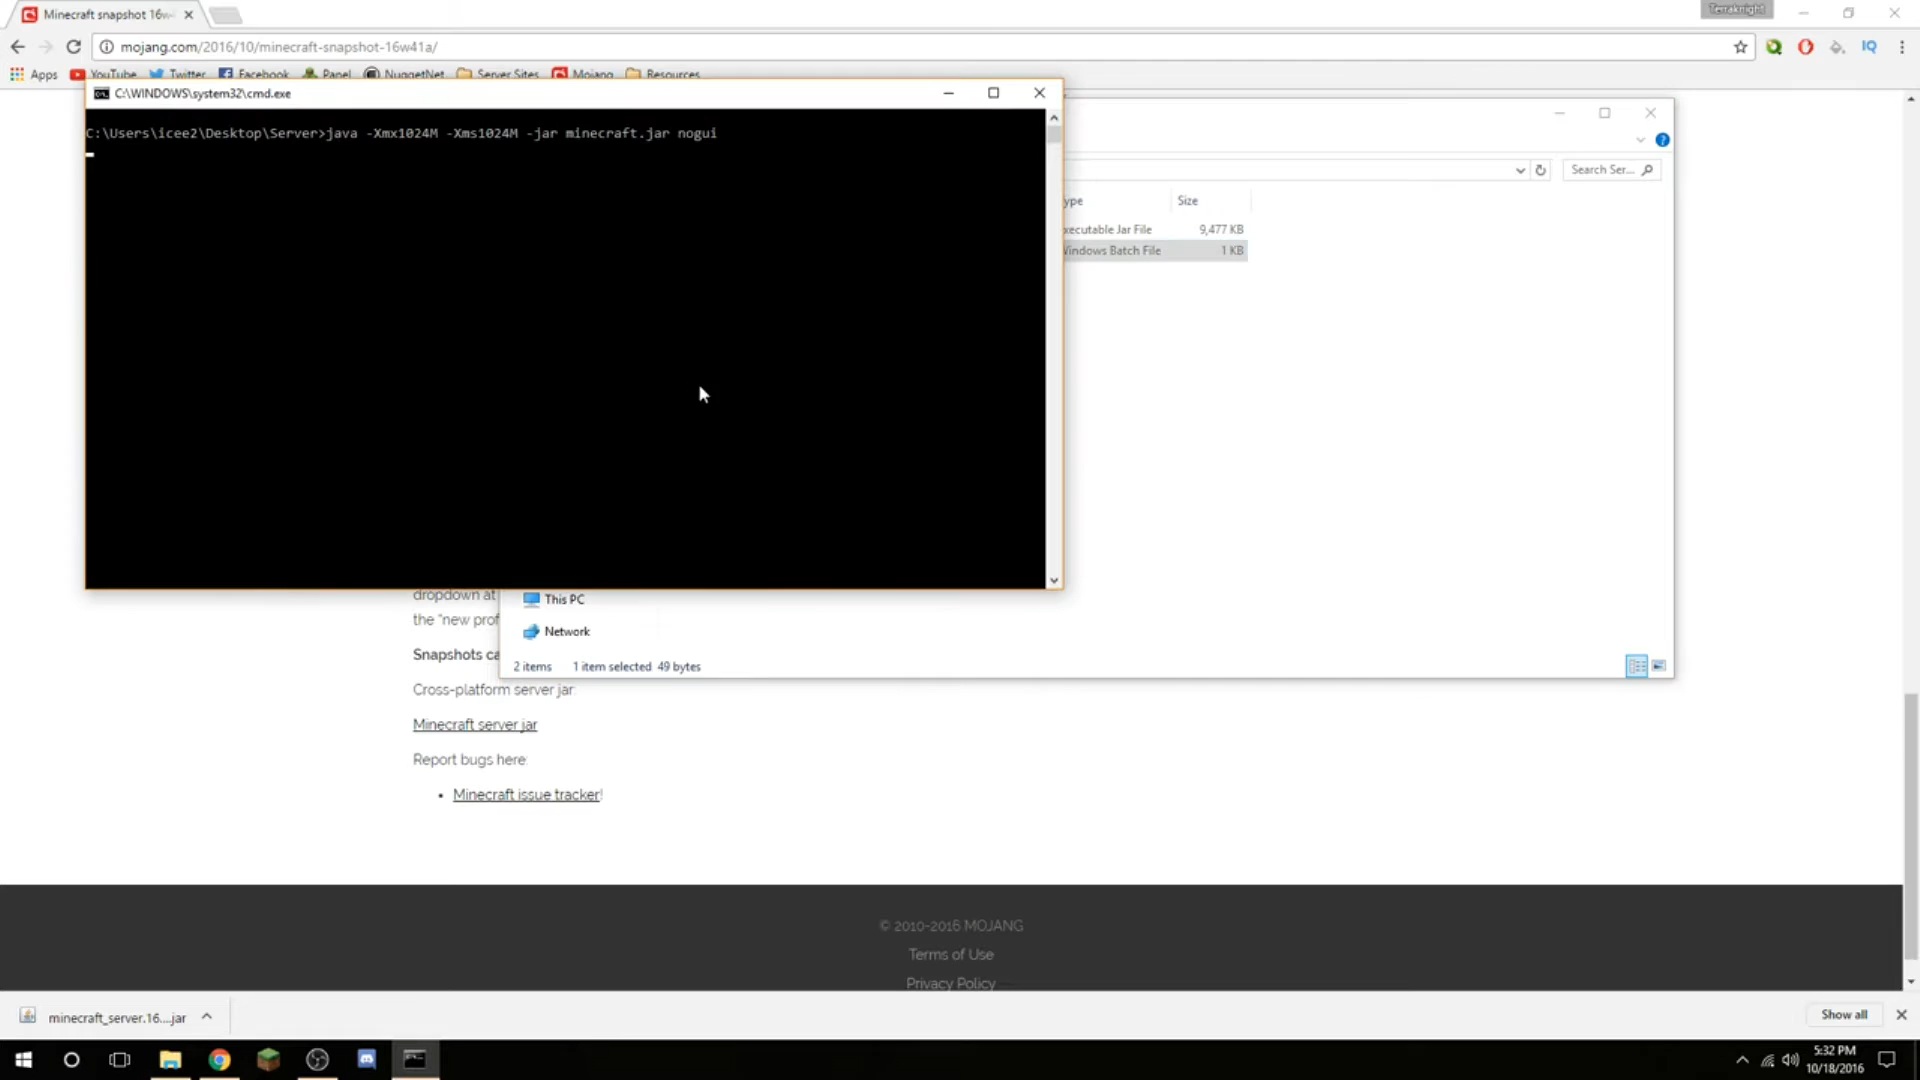 Minecraft snapshot 16w
Terraknight
mojang.com/2016/10/minecraft-snapshot-16w41a/
IQ
Apps YouTube Twitter Facebook Panel NuggetNet Server Sites Mojang Resources
C:\WINDOWS\system32\cmd.exe
C:\Users\icee2\Desktop\Server>java -Xmx1024M -Xms1024M -jar minecraft.jar nogui
Search Ser...
ype Size
xecutable Jar File 9,477 KB
Windows Batch File 1 KB
This PC
Network
2 items 1 item selected 49 bytes
dropdown at
the "new prof
Snapshots ca
Cross-platform server jar:
Minecraft server jar
Report bugs here:
• Minecraft issue tracker!
© 2010-2016 MOJANG
Terms of Use
Privacy Policy
minecraft_server.16....jar
Show all
5:32 PM
10/18/2016